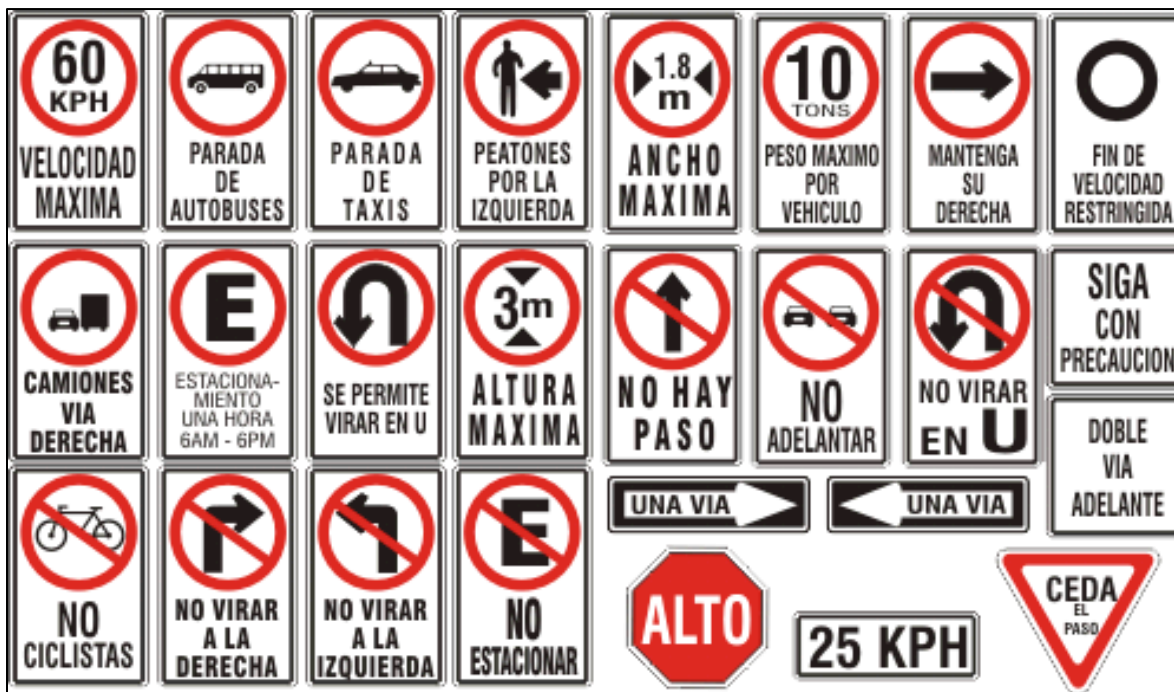 60
KPH
VELOCIDAD
MAXIMA
PARADA
DE
AUTOBUSES
PARADA
DE
TAXIS
PEATONES
POR LA
IZQUIERDA
1.8
m
ANCHO
MAXIMA
10
TONS
PESO MAXIMO
POR
VEHICULO
MANTENGA
SU
DERECHA
FIN DE
VELOCIDAD
RESTRINGIDA
CAMIONES
VIA
DERECHA
E
ESTACIONA-
MIENTO
UNA HORA
6AM - 6PM
SE PERMITE
VIRAR EN U
3m
ALTURA
MAXIMA
NO HAY
PASO
NO
ADELANTAR
NO VIRAR
EN U
SIGA
CON
PRECAUCION
DOBLE
VIA
ADELANTE
NO
CICLISTAS
NO VIRAR
A LA
DERECHA
NO VIRAR
A LA
IZQUIERDA
E
NO
ESTACIONAR
UNA VIA
UNA VIA
ALTO
25 KPH
CEDA
EL
PASO